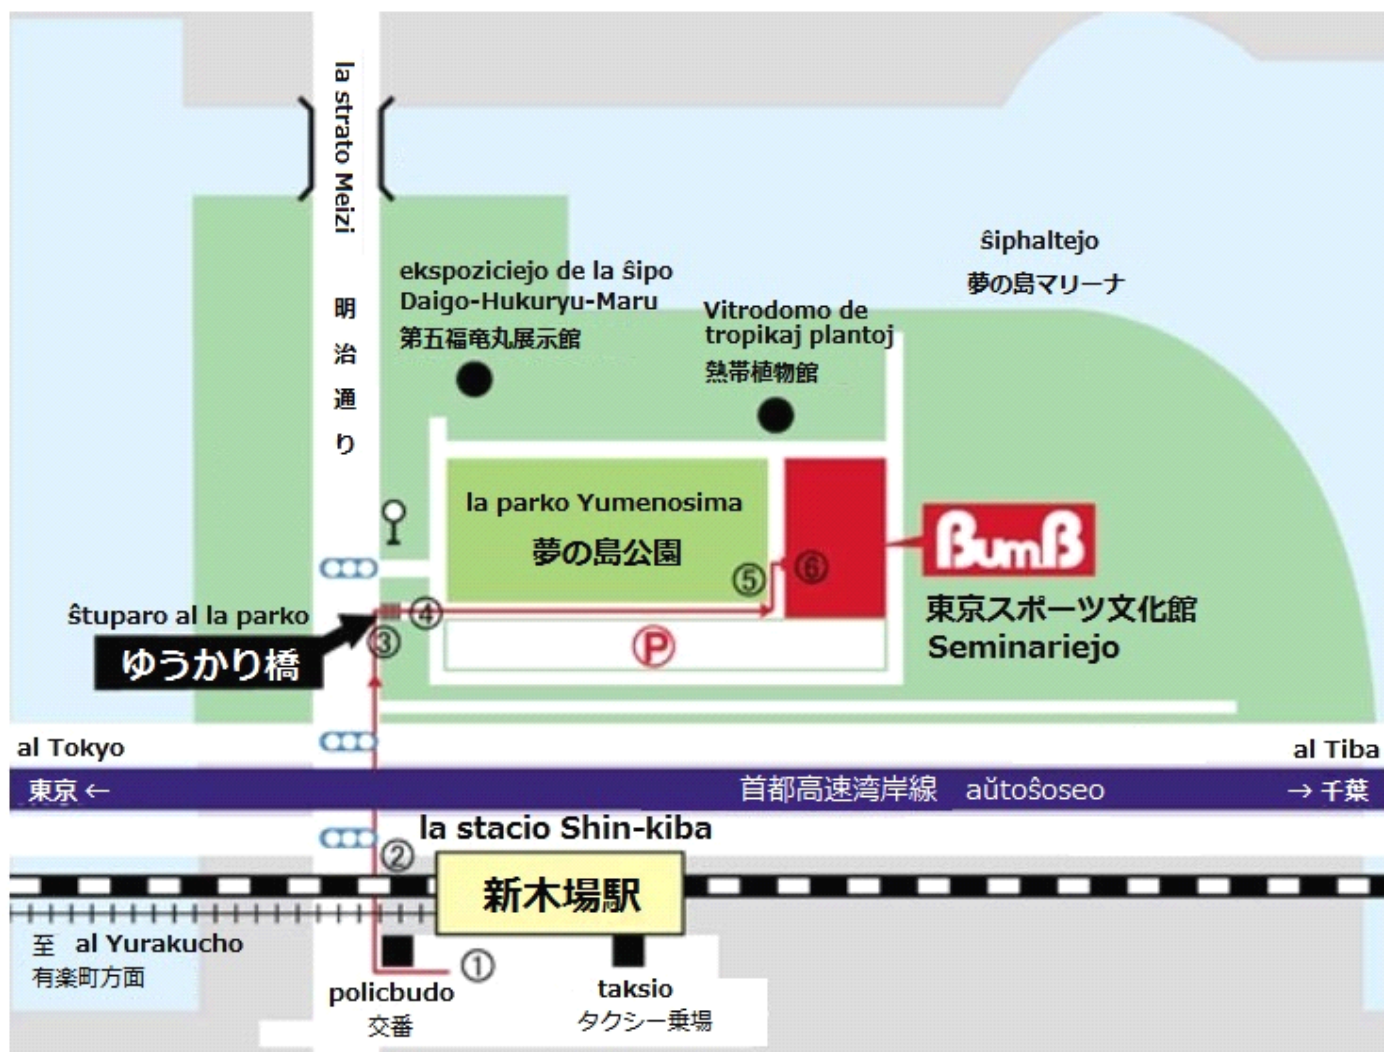 la strato Meizi
明治通り
ŝiphaltejo
夢の島マリーナ
ekspoziciejo de la ŝipo
Daigo-Hukuryu-Maru
第五福竜丸展示館
Vitrodomo de
tropikaj plantoj
熱帯植物館
la parko Yumenosima
夢の島公園
⑤
⑥
BumB
東京スポーツ文化館
Seminariejo
ŝtuparo al la parko
ゆうかり橋
④
③
P
al Tokyo
al Tiba
東京 ←
首都高速湾岸線 aŭtoŝoseo
→ 千葉
la stacio Shin-kiba
②
新木場駅
至 al Yurakucho
有楽町方面
①
policbudo
交番
taksio
タクシー乗場